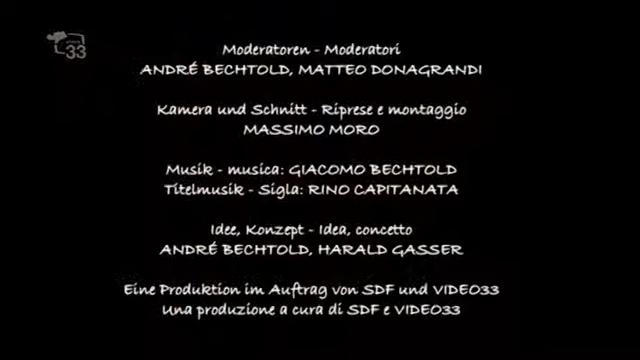 33
Moderatoren - Moderatori
ANDRÉ BECHTOLD, MATTEO DONAGRANDI
Kamera und Schnitt - Riprese e montaggio
MASSIMO MORO
Musik - musica: GIACOMO BECHTOLD
Titelmusik - Sigla: RINO CAPITANATA
Idee, Konzept - Idea, concetto
ANDRÉ BECHTOLD, HARALD GASSER
Eine Produktion im Auftrag von SDF und VIDEO33
Una produzione a cura di SDF e VIDEO33